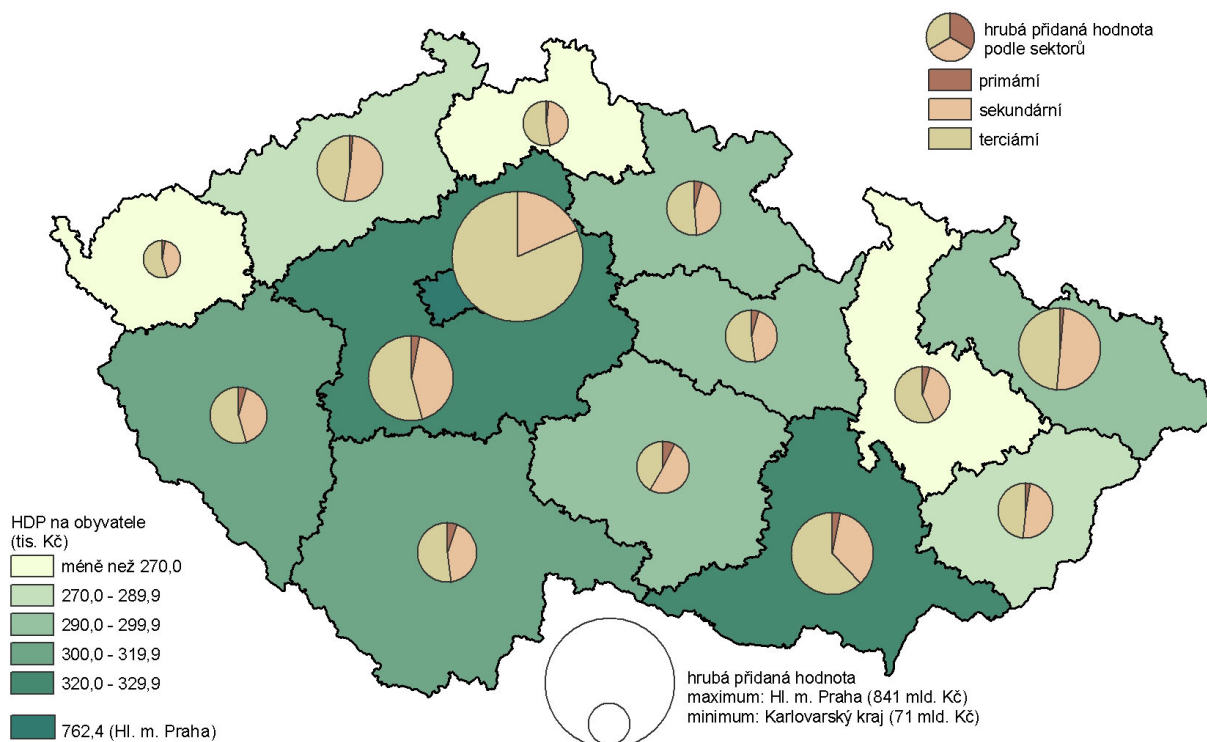 hrubá přidaná hodnota
podle sektorů
primární
sekundární
terciární
HDP na obyvatele
(tis. Kč)
méně než 270,0
270,0 - 289,9
290,0 - 299,9
300,0 - 319,9
320,0 - 329,9
762,4 (Hl. m. Praha)
hrubá přidaná hodnota
maximum: Hl. m. Praha (841 mld. Kč)
minimum: Karlovarský kraj (71 mld. Kč)